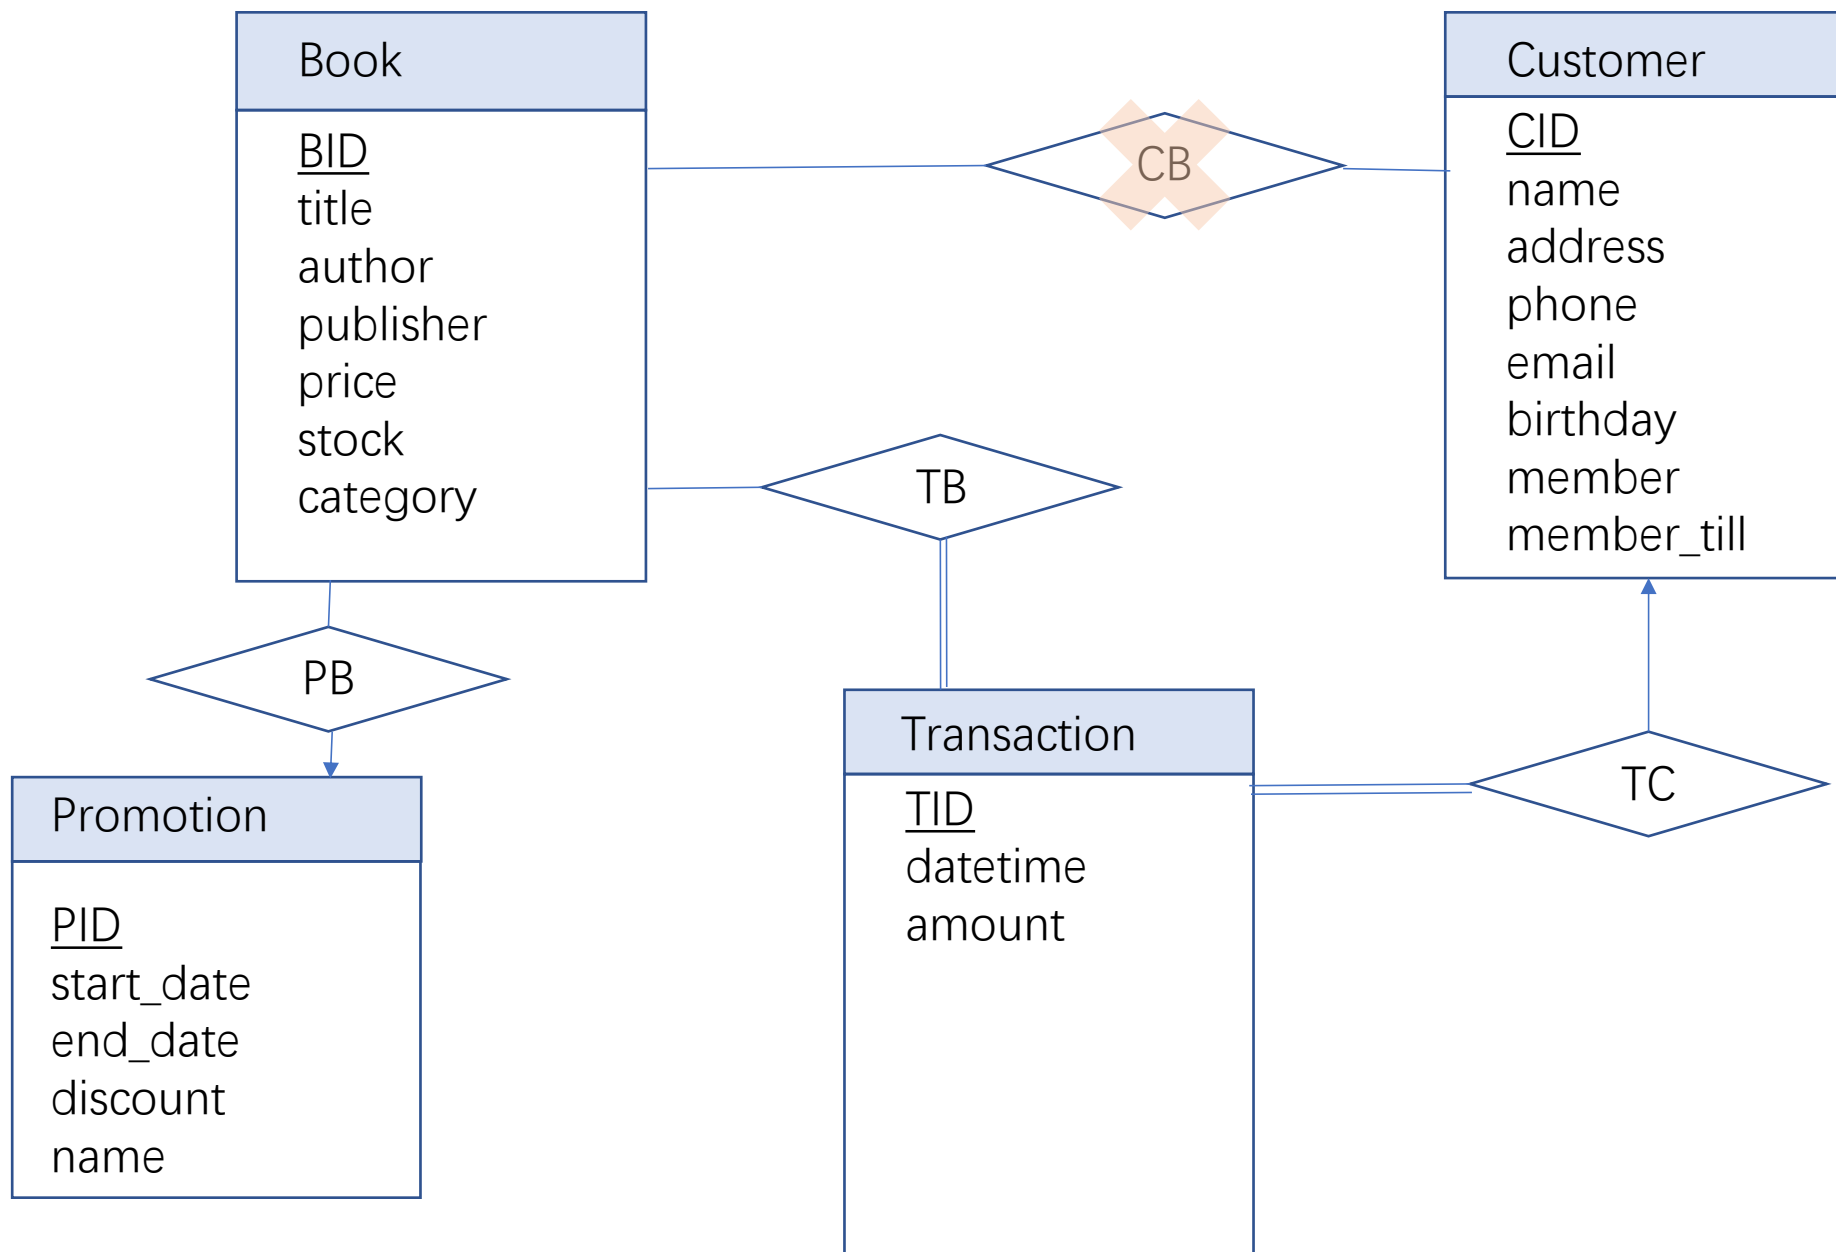 Book
BID
title
author
publisher
price
stock
category
CB
Customer
CID
name
address
phone
email
birthday
member
member_till
TB
PB
Promotion
PID
start_date
end_date
discount
name
Transaction
TID
datetime
amount
TC